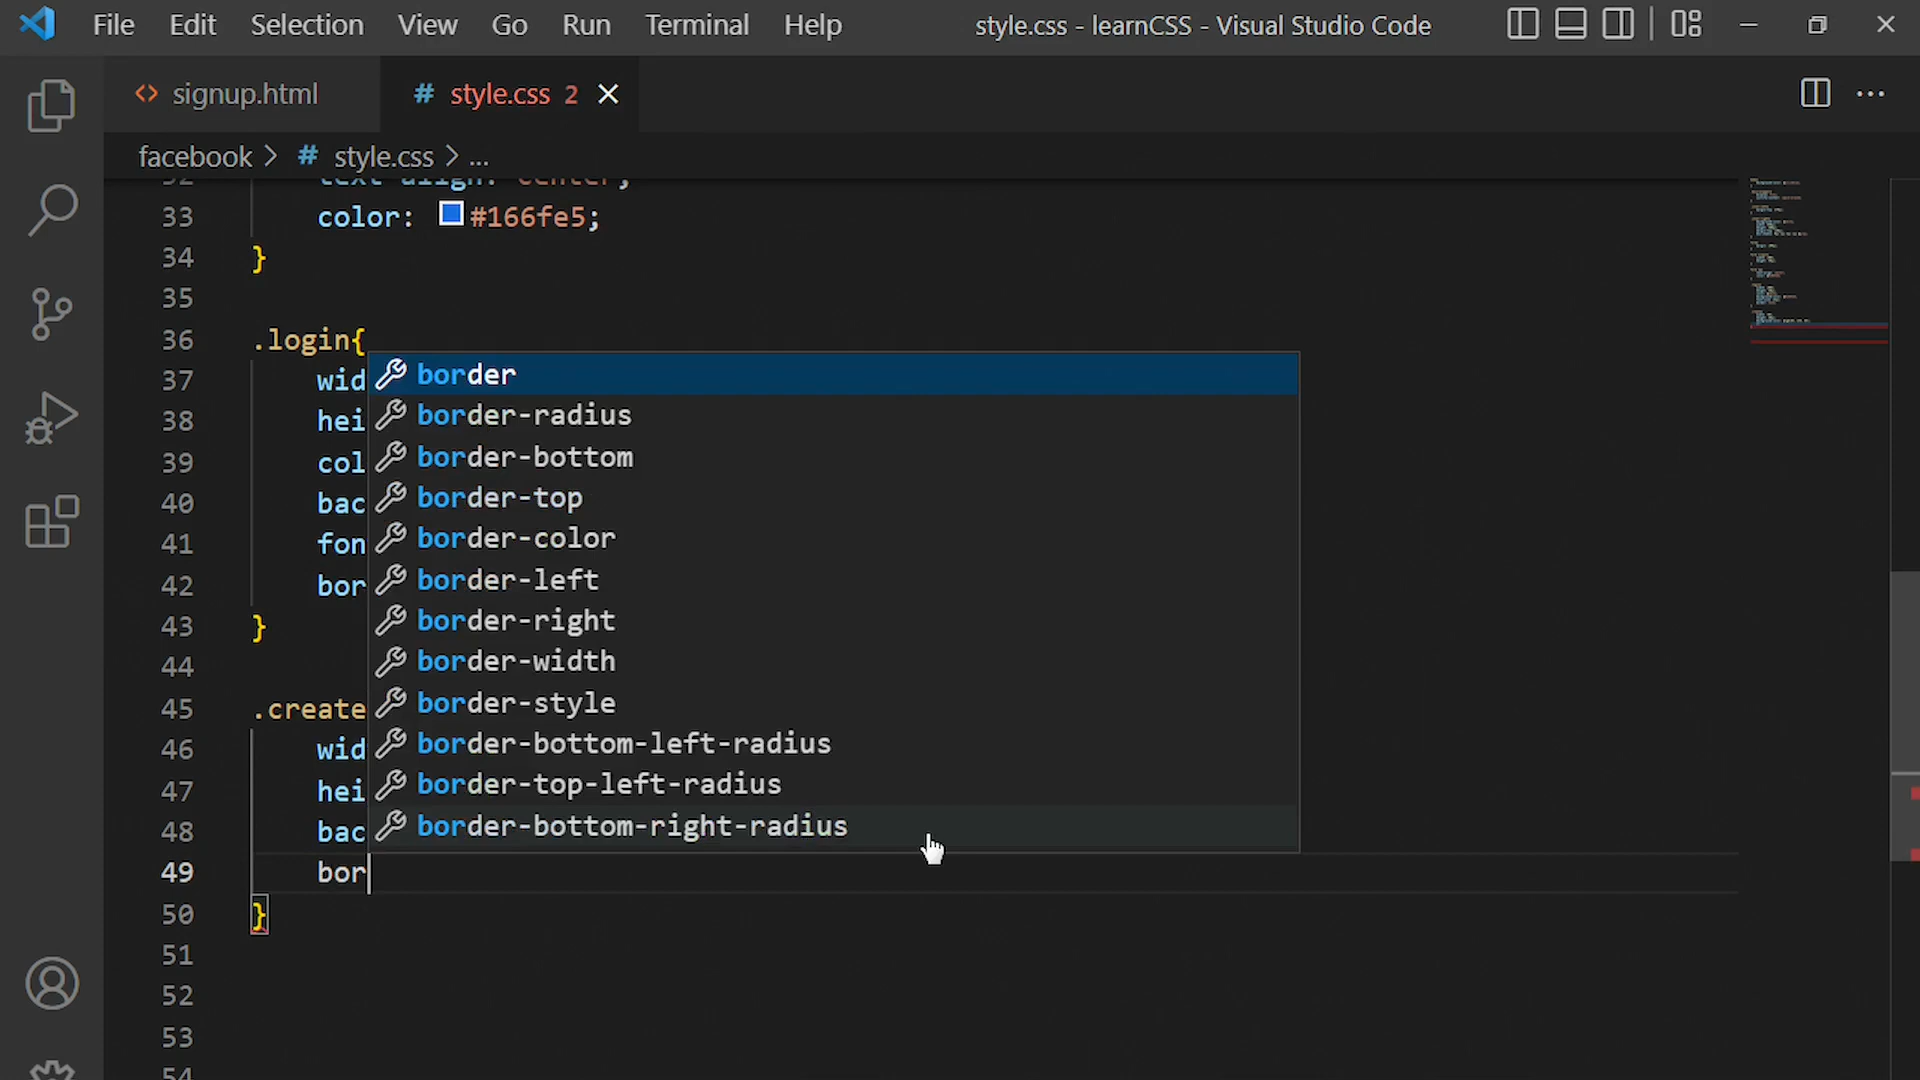 File Edit Selection View Go Run Terminal Help style.css - learnCSS - Visual Studio Code
signup.html # style.css 2
facebook > # style.css > ...
32 text-align: center;
33 color: #166fe5;
34 }
35
36 .login{
37 wid
38 hei
39 col
40 bac
41 fon
42 bor
43 }
44
45 .create
46 wid
47 hei
48 bac
49 bor
50 }
51
52
53
54
border
border-radius
border-bottom
border-top
border-color
border-left
border-right
border-width
border-style
border-bottom-left-radius
border-top-left-radius
border-bottom-right-radius